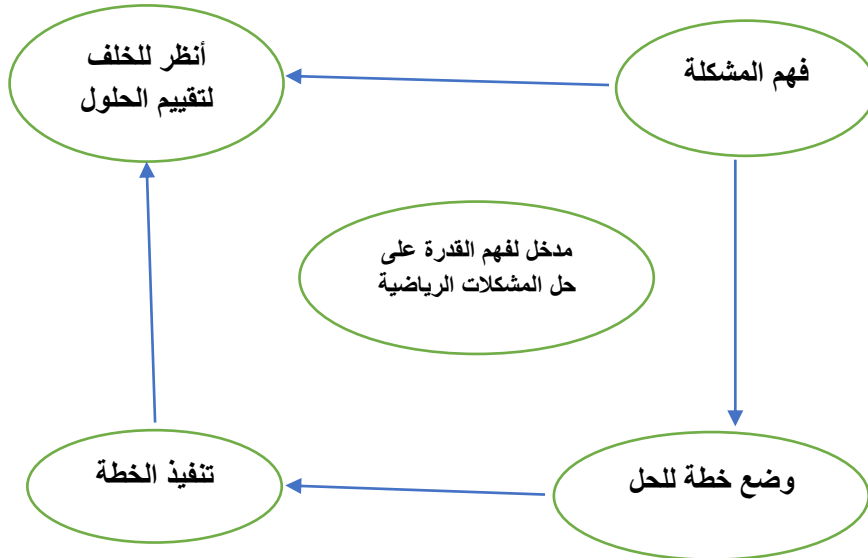 فهم المشكلة
أنظر للخلف
لتقييم الحلول
مدخل لفهم القدرة على
حل المشكلات الرياضية
وضع خطة للحل
تنفيذ الخطة